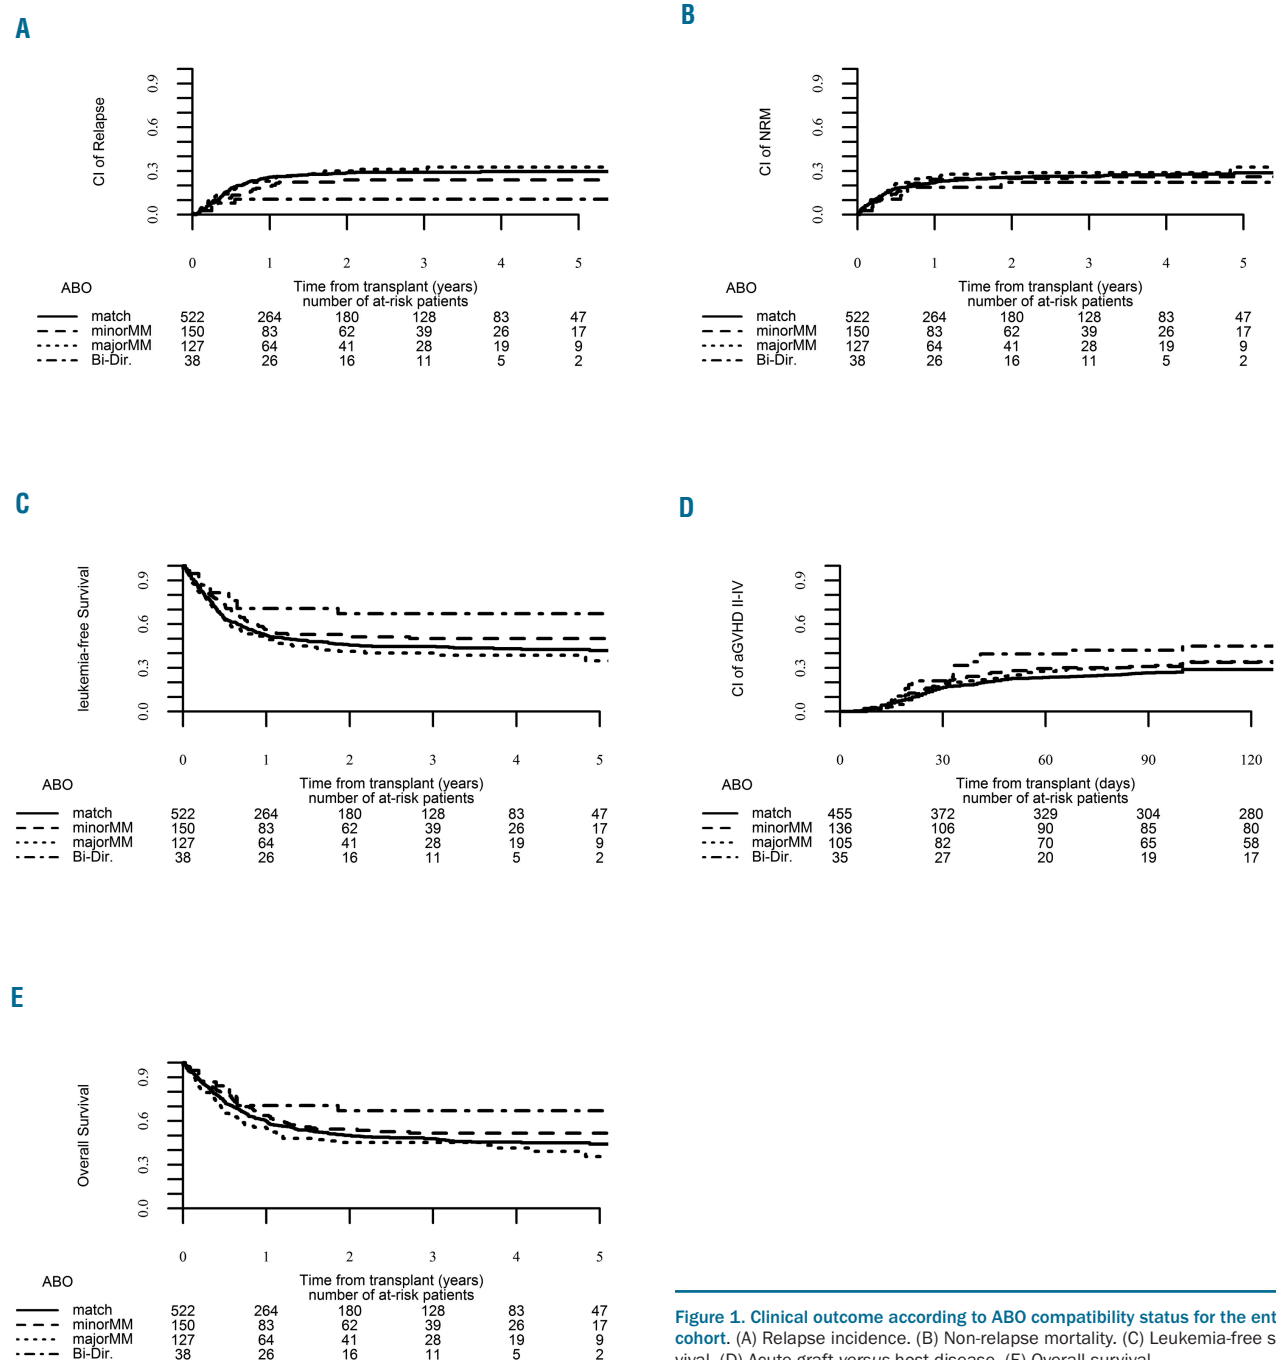 A
CI of Relapse
0.9
0.6
0.3
0.0
0 1 2 3 4 5
ABO
Time from transplant (years)
number of at-risk patients
match 522 264 180 128 83 47
minorMM 150 83 62 39 26 17
majorMM 127 64 41 28 19 9
Bi-Dir. 38 26 16 11 5 2
B
CI of NRM
0.9
0.6
0.3
0.0
0 1 2 3 4 5
ABO
Time from transplant (years)
number of at-risk patients
match 522 264 180 128 83 47
minorMM 150 83 62 39 26 17
majorMM 127 64 41 28 19 9
Bi-Dir. 38 26 16 11 5 2
C
leukemia-free Survival
0.9
0.6
0.3
0.0
0 1 2 3 4 5
ABO
Time from transplant (years)
number of at-risk patients
match 522 264 180 128 83 47
minorMM 150 83 62 39 26 17
majorMM 127 64 41 28 19 9
Bi-Dir. 38 26 16 11 5 2
D
CI of aGVHD II-IV
0.9
0.6
0.3
0.0
0 30 60 90 120
ABO
Time from transplant (days)
number of at-risk patients
match 455 372 329 304 280
minorMM 136 106 90 85 80
majorMM 105 82 70 65 58
Bi-Dir. 35 27 20 19 17
E
Overall Survival
0.9
0.6
0.3
0.0
0 1 2 3 4 5
ABO
Time from transplant (years)
number of at-risk patients
match 522 264 180 128 83 47
minorMM 150 83 62 39 26 17
majorMM 127 64 41 28 19 9
Bi-Dir. 38 26 16 11 5 2
Figure 1. Clinical outcome according to ABO compatibility status for the ent
cohort. (A) Relapse incidence. (B) Non-relapse mortality. (C) Leukemia-free s
vival. (D) Acute graft versus host disease. (E) Overall survival.